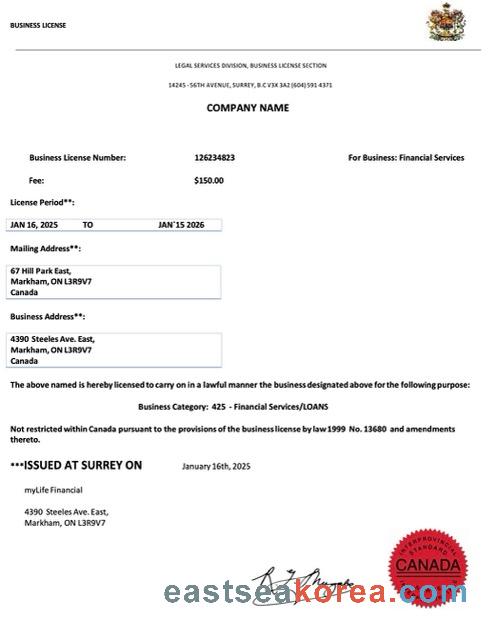 BUSINESS LICENSE
LEGAL SERVICES DIVISION, BUSINESS LICENSE SECTION
14245 - 56TH AVENUE, SURREY, B.C V3X 3A2 (604) 591 4371
COMPANY NAME
Business License Number: 126234823 For Business: Financial Services
Fee: $150.00
License Period**:
JAN 16, 2025 TO JAN`15 2026
Mailing Address**:
67 Hill Park East,
Markham, ON L3R9V7
Canada
Business Address**:
4390 Steeles Ave. East,
Markham, ON L3R9V7
Canada
The above named is hereby licensed to carry on in a lawful manner the business designated above for the following purpose:
Business Category: 425 - Financial Services/LOANS
Not restricted within Canada pursuant to the provisions of the business license by law 1999 No. 13680 and amendments
thereto.
***ISSUED AT SURREY ON January 16th, 2025
myLife Financial
4390 Steeles Ave. East,
Markham, ON L3R9V7
INTERPROVINCIAL
STANDARD
CANADA
eastseakorea.com